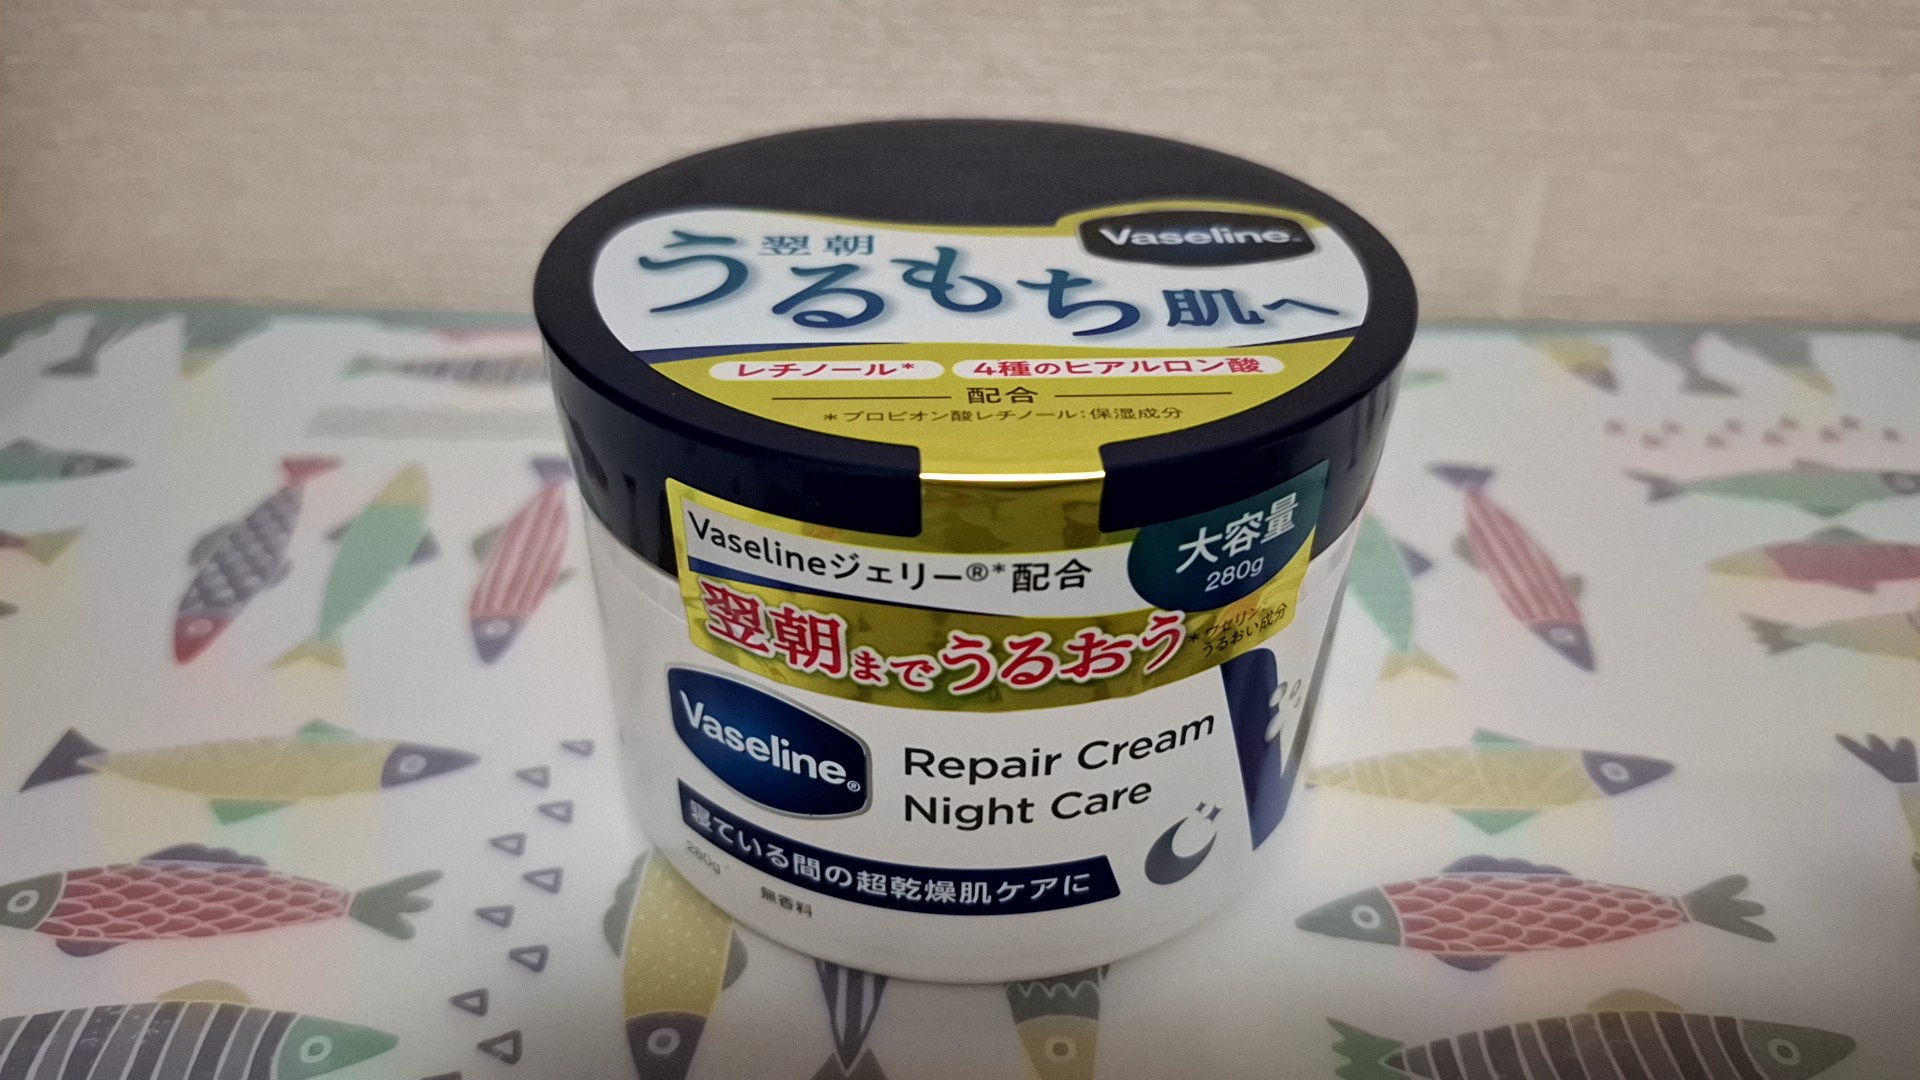 Vaseline
翌朝
うるもち肌へ
レチノール* 4種のヒアルロン酸
配合
*プロピオン酸レチノール:保湿成分
Vaselineジェリー®*配合
大容量
280g
翌朝までうるおう
*ワセリン
うるおい成分
Vaseline®
Repair Cream
Night Care
寝ている間の超乾燥肌ケアに
280g
無香料